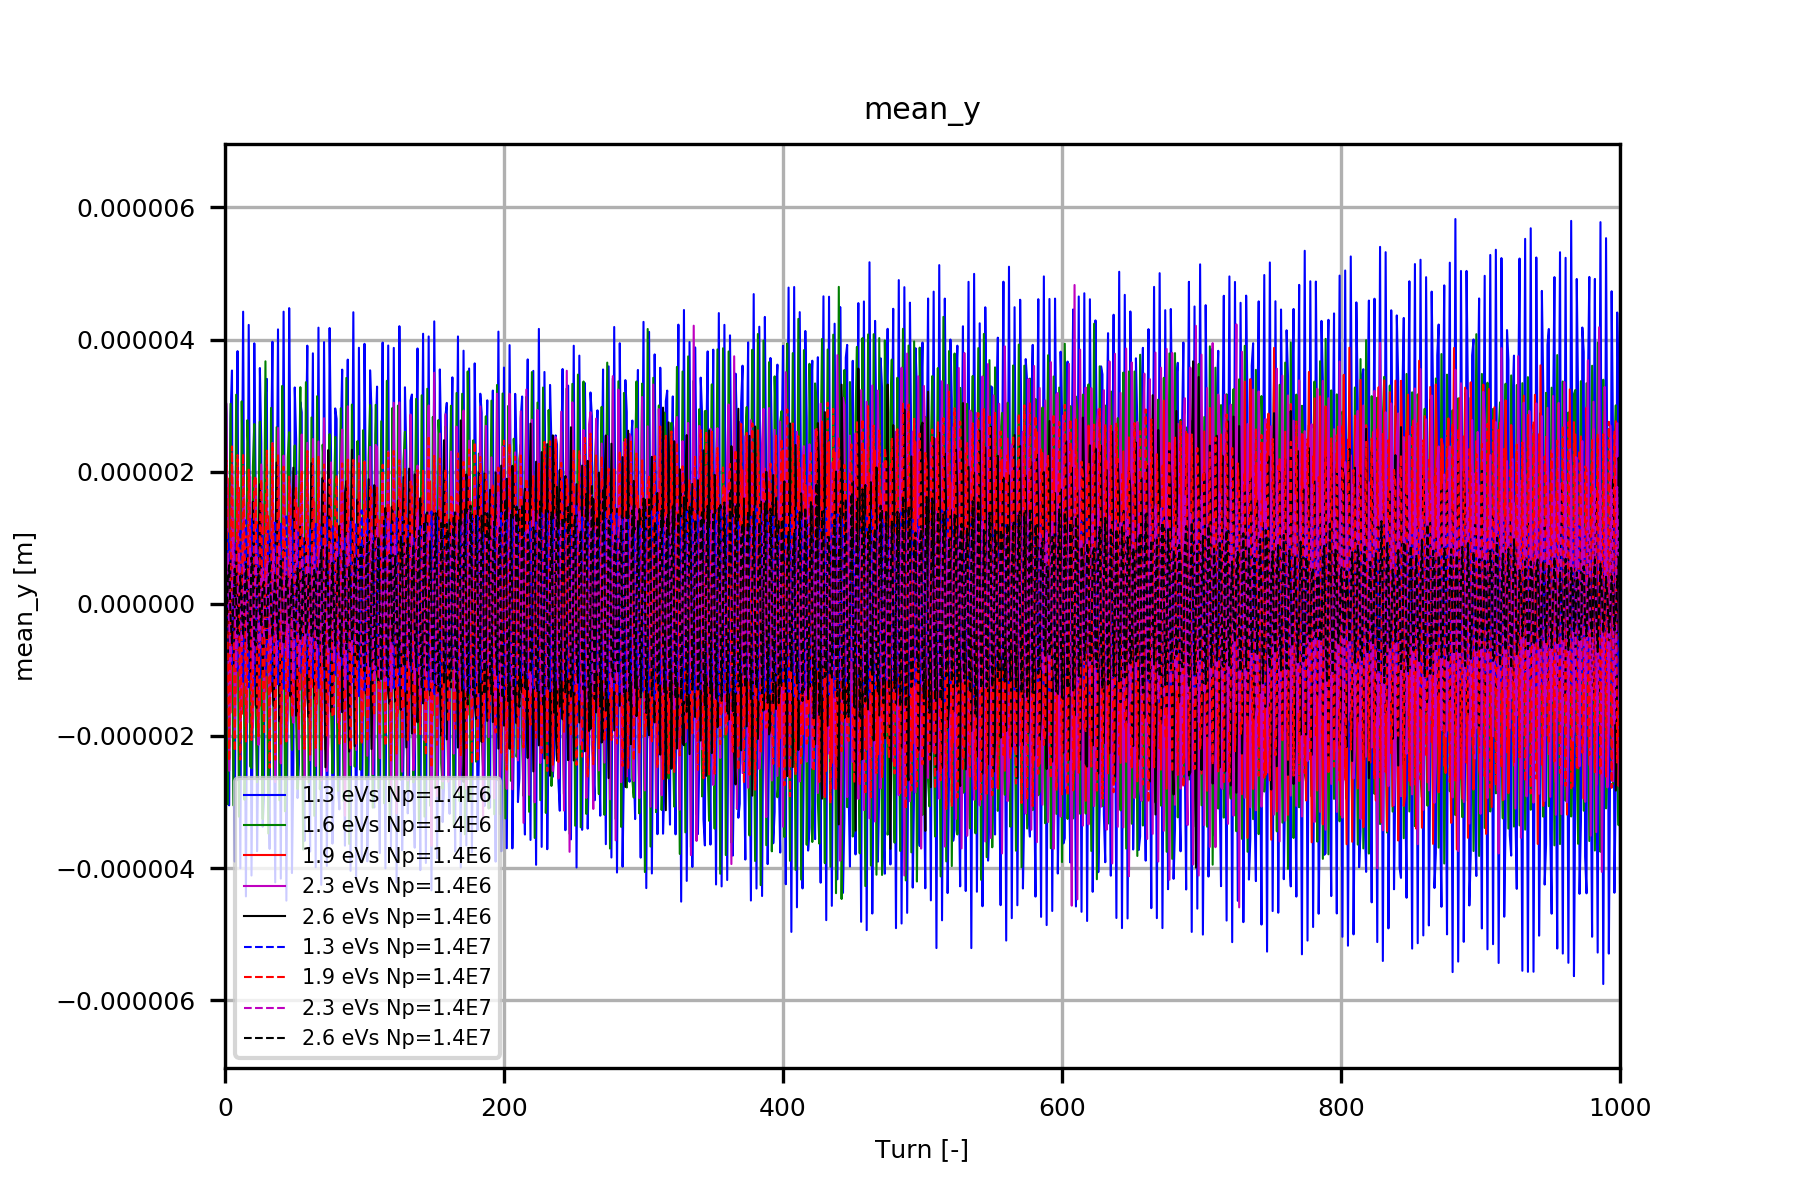 mean_y
0.000006
0.000004
0.000002
0.000000
−0.000002
−0.000004
−0.000006
mean_y [m]
1.3 eVs Np=1.4E6
1.6 eVs Np=1.4E6
1.9 eVs Np=1.4E6
2.3 eVs Np=1.4E6
2.6 eVs Np=1.4E6
1.3 eVs Np=1.4E7
1.9 eVs Np=1.4E7
2.3 eVs Np=1.4E7
2.6 eVs Np=1.4E7
0 200 400 600 800 1000
Turn [-]